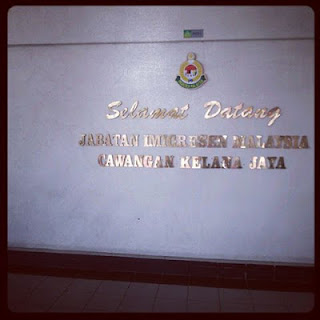 Selamat Datang
JABATAN IMIGRESEN MALAYSIA
CAWANGAN KELANA JAYA